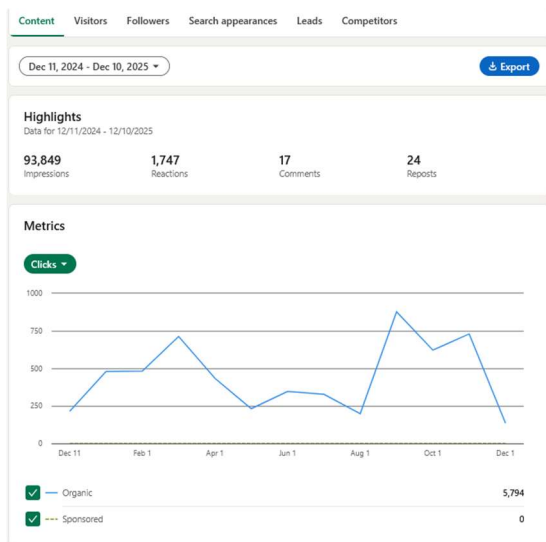 Content Visitors Followers Search appearances Leads Competitors
Dec 11, 2024 - Dec 10, 2025
Export
Highlights
Data for 12/11/2024 - 12/10/2025
93,849 1,747 17 24
Impressions Reactions Comments Reposts
Metrics
Clicks
1000
750
500
250
0
Dec 11 Feb 1 Apr 1 Jun 1 Aug 1 Oct 1 Dec 1
Organic 5,794
Sponsored 0